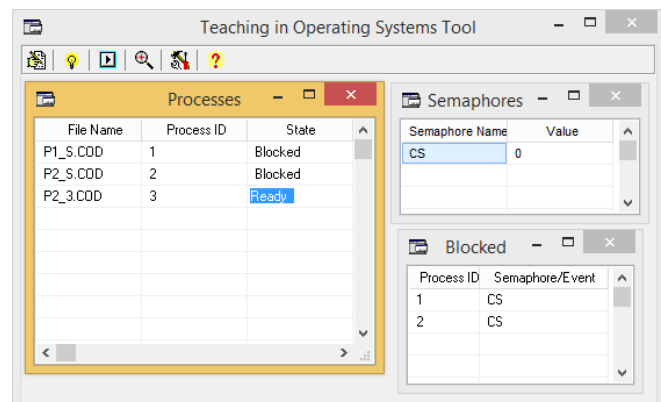 Teaching in Operating Systems Tool
?
Processes
File Name Process ID State
P1_S.COD 1 Blocked
P2_S.COD 2 Blocked
P2_3.COD 3 Ready
Semaphores
Semaphore Name Value
CS 0
Blocked
Process ID Semaphore/Event
1 CS
2 CS